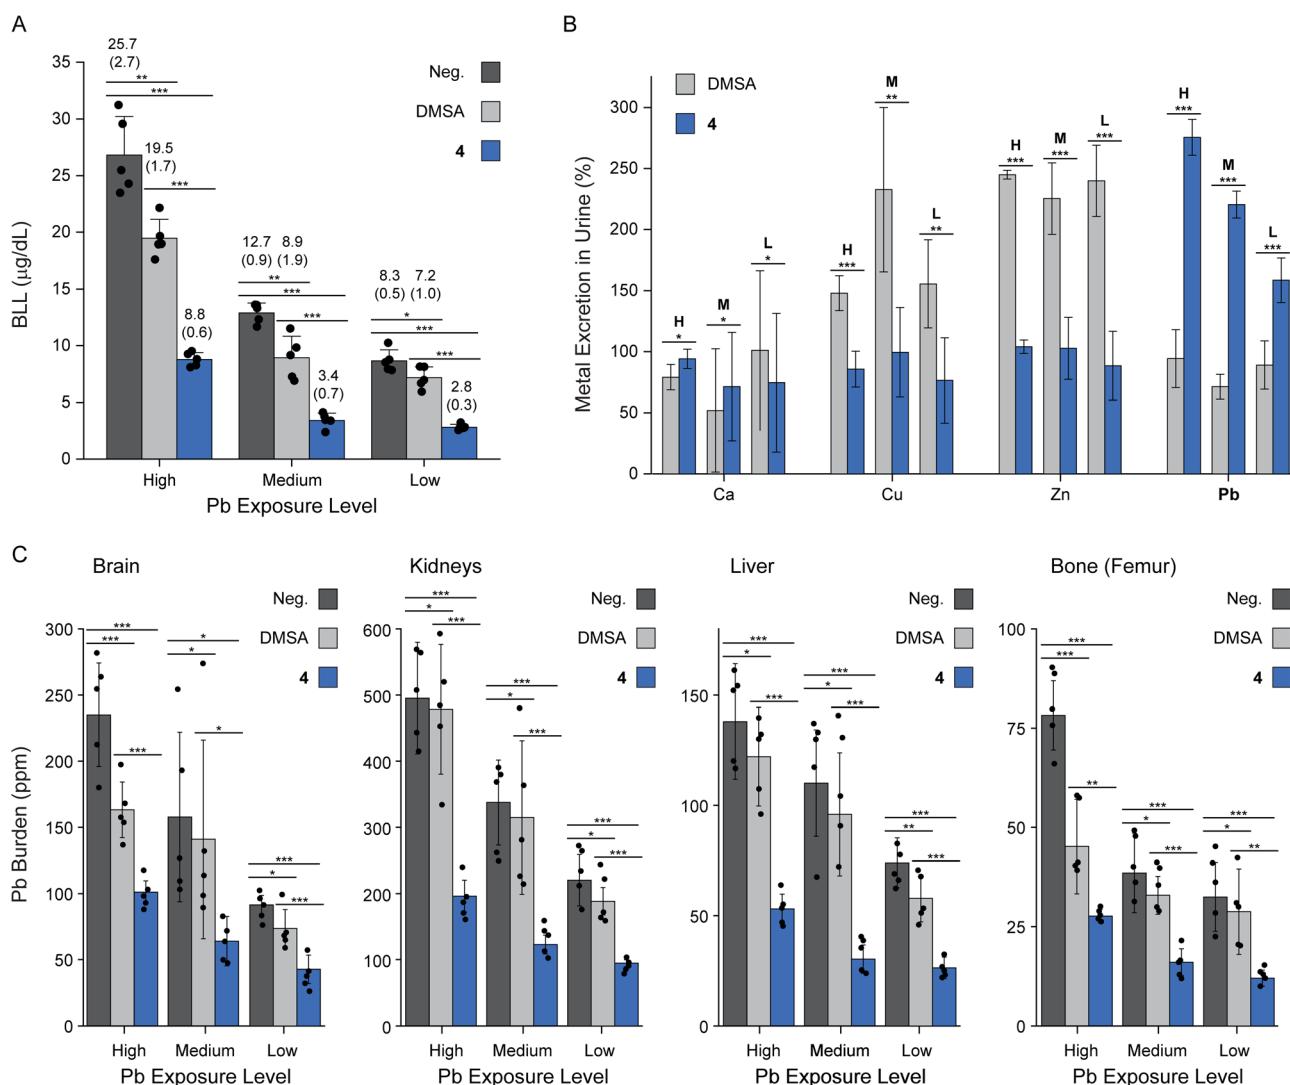 A
25.7
(2.7)
35
**
***
30
19.5
(1.7)
***
25
20
12.7 8.9
(0.9) (1.9)
**
***
***
15
8.3 7.2
(0.5) (1.0)
*
***
***
10
8.8
(0.6)
3.4
(0.7)
2.8
(0.3)
5
0
BLL (µg/dL)
High Medium Low
Pb Exposure Level
Neg.
DMSA
4
B
DMSA
4
Metal Excretion in Urine (%)
300
250
200
150
100
50
0
H
*
M
*
L
*
H
***
M
**
L
**
H
***
M
***
L
***
H
***
M
***
L
***
Ca Cu Zn Pb
C
Brain
Neg.
DMSA
4
Pb Burden (ppm)
300
250
200
150
100
50
0
***
***
***
*
*
*
***
*
***
High Medium Low
Pb Exposure Level
Kidneys
Neg.
DMSA
4
600
500
400
300
200
100
0
***
*
***
***
*
***
***
*
***
High Medium Low
Pb Exposure Level
Liver
Neg.
DMSA
4
150
100
50
0
***
*
***
***
*
***
***
**
***
High Medium Low
Pb Exposure Level
Bone (Femur)
Neg.
DMSA
4
100
75
50
25
0
***
***
**
***
*
***
***
*
**
High Medium Low
Pb Exposure Level